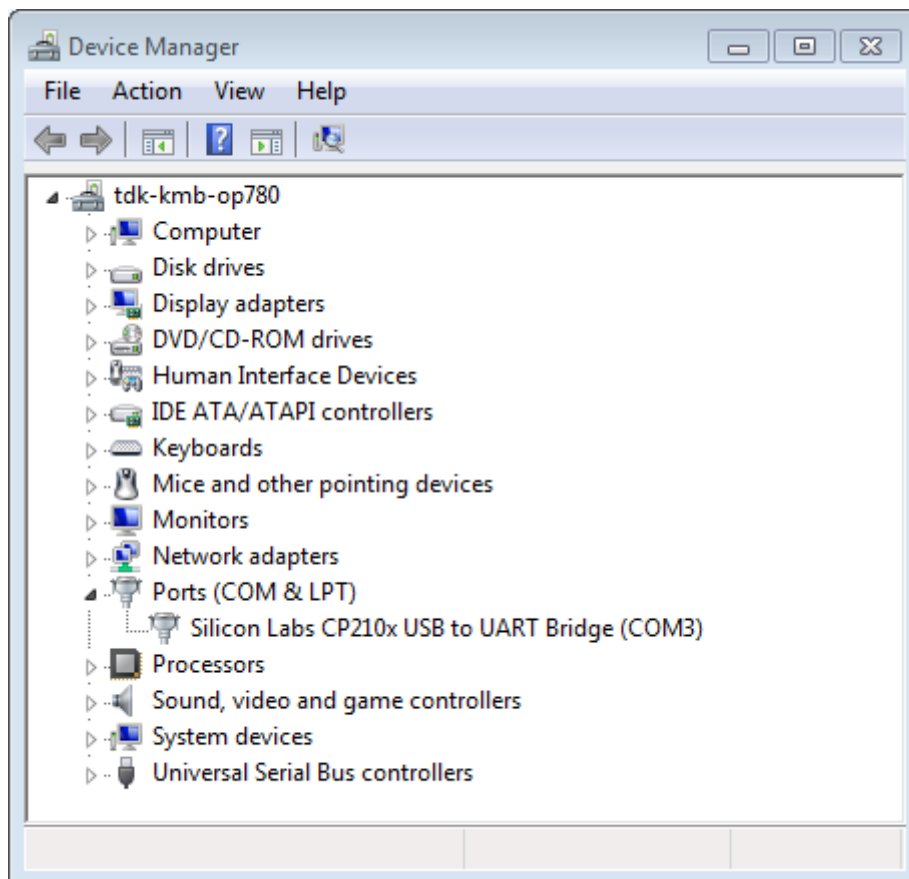 Device Manager
File Action View Help
?
tdk-kmb-op780
Computer
Disk drives
Display adapters
DVD/CD-ROM drives
Human Interface Devices
IDE ATA/ATAPI controllers
Keyboards
Mice and other pointing devices
Monitors
Network adapters
Ports (COM & LPT)
Silicon Labs CP210x USB to UART Bridge (COM3)
Processors
Sound, video and game controllers
System devices
Universal Serial Bus controllers